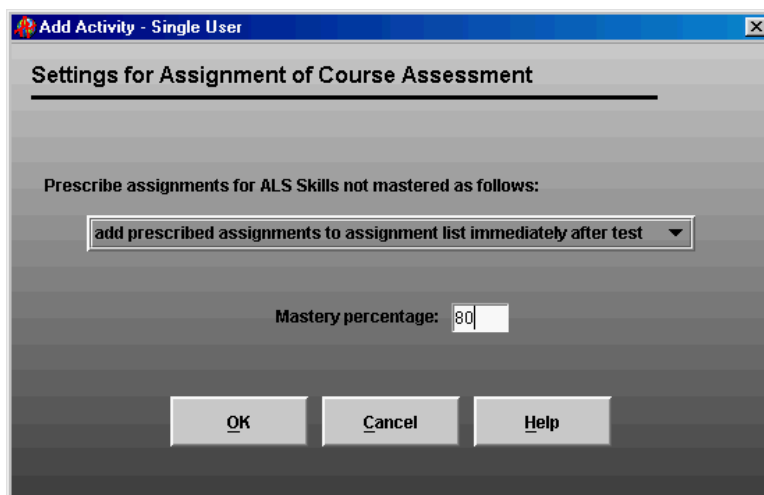 Add Activity - Single User
Settings for Assignment of Course Assessment
Prescribe assignments for ALS Skills not mastered as follows:
add prescribed assignments to assignment list immediately after test
Mastery percentage: 80
OK Cancel Help